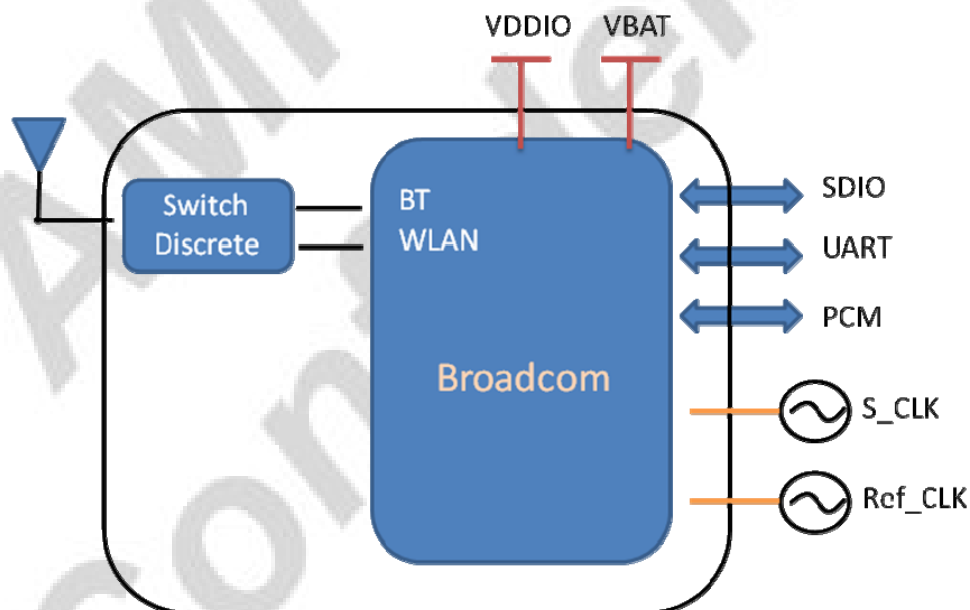 VDDIO VBAT
Switch
Discrete
BT
WLAN
SDIO
UART
PCM
Broadcom
S_CLK
Ref_CLK